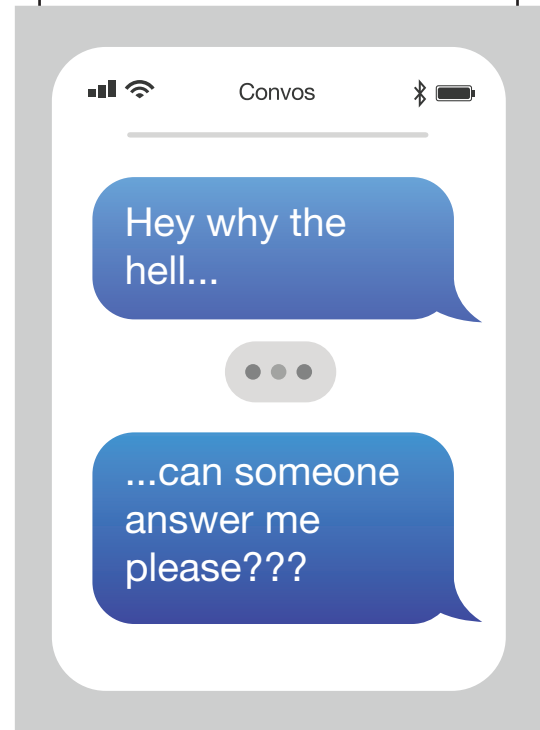 Convos
Hey why the
hell...
...can someone
answer me
please???